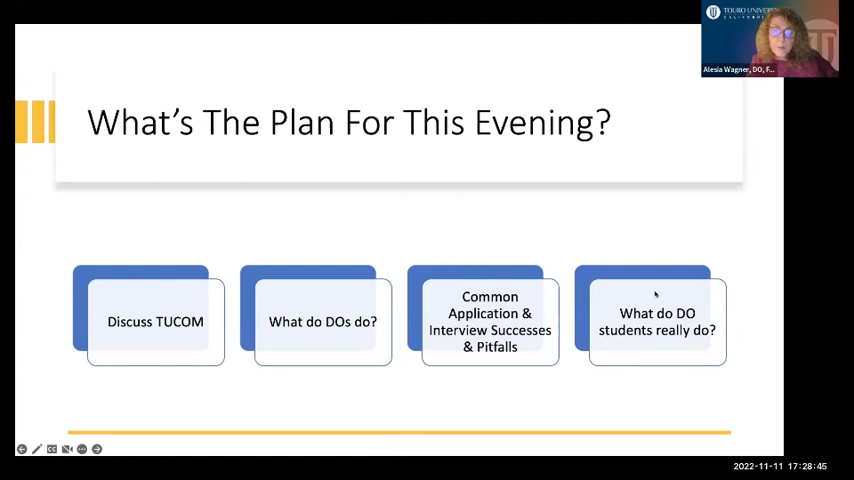 TOURO UNIVERSI
CALIFORNIA
Alesia Wagner, DO, F...
What's The Plan For This Evening?
Discuss TUCOM
What do DOs do?
Common
Application &
Interview Successes
& Pitfalls
What do DO
students really do?
2022-11-11 17:28:45